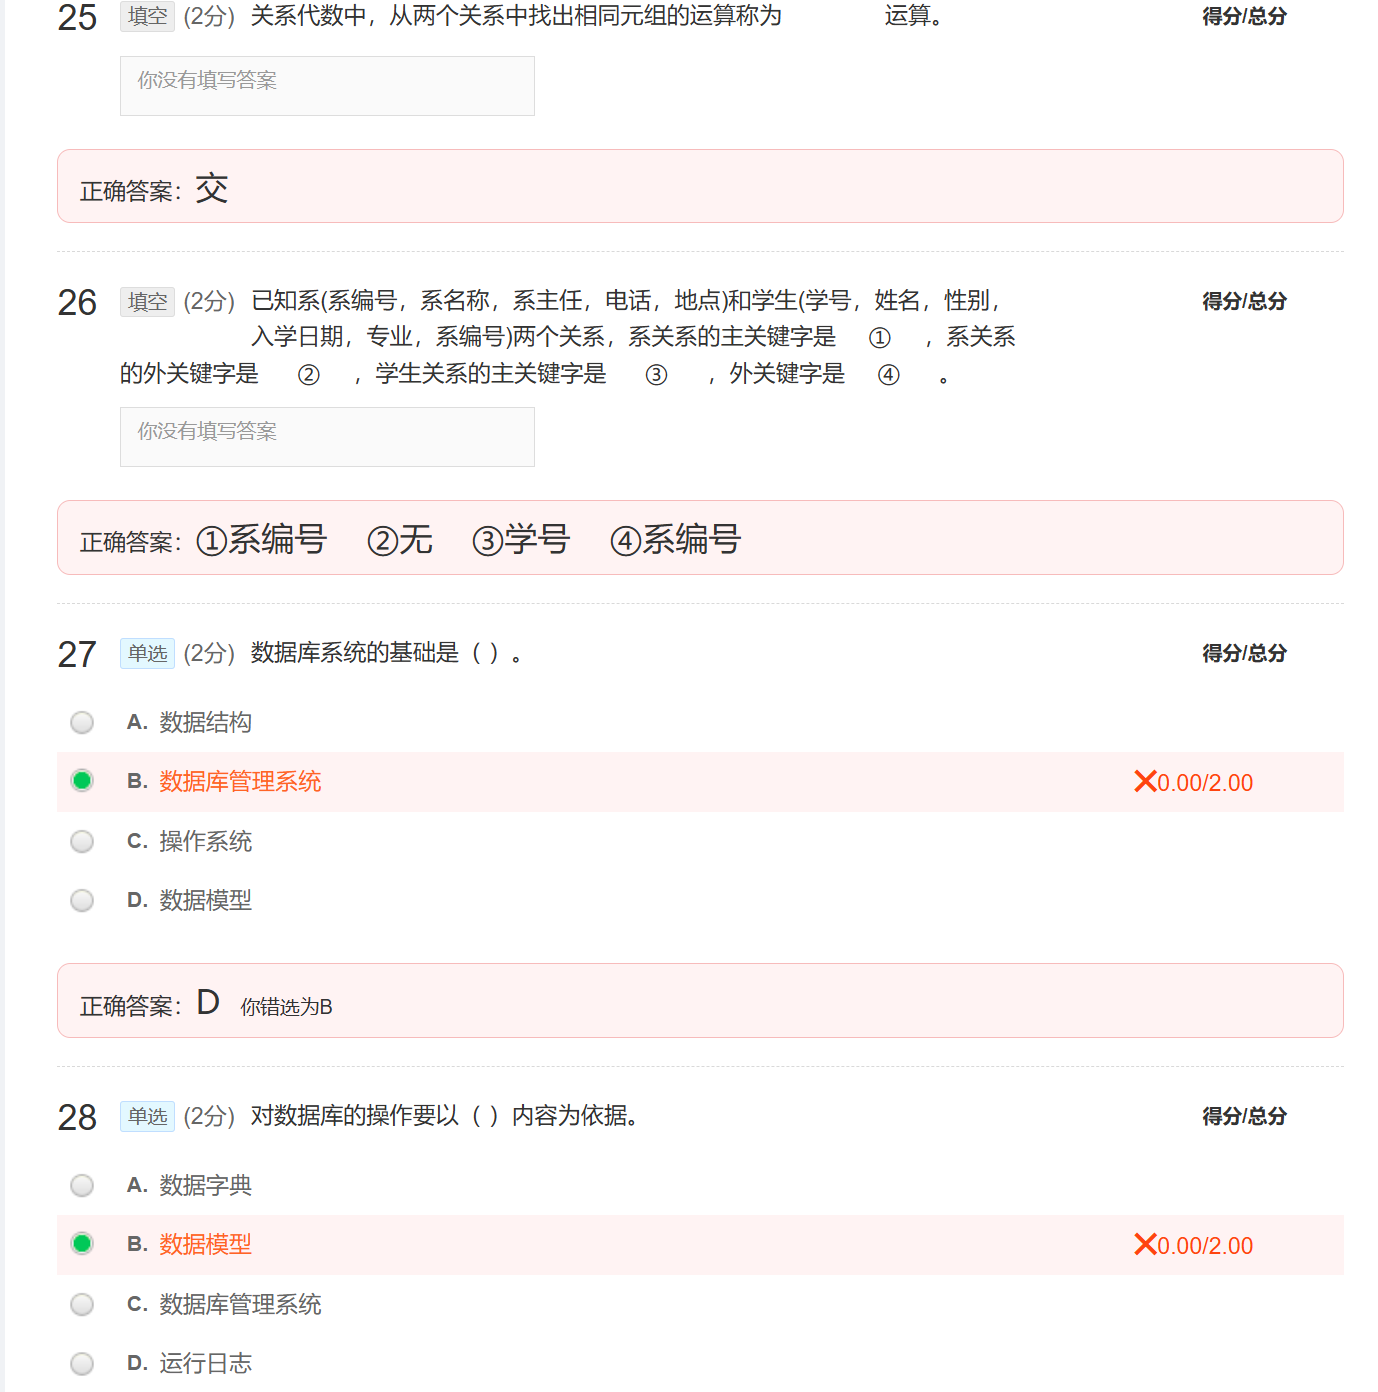 25 填空 (2分) 关系代数中，从两个关系中找出相同元组的运算称为 运算。 得分/总分
你没有填写答案
正确答案：交
26 填空 (2分) 已知系(系编号，系名称，系主任，电话，地点)和学生(学号，姓名，性别， 得分/总分
入学日期，专业，系编号)两个关系，系关系的主关键字是 ① ，系关系
的外关键字是 ② ，学生关系的主关键字是 ③ ，外关键字是 ④ 。
你没有填写答案
正确答案：①系编号 ②无 ③学号 ④系编号
27 单选 (2分) 数据库系统的基础是（ ）。 得分/总分
A. 数据结构
B. 数据库管理系统 ✕0.00/2.00
C. 操作系统
D. 数据模型
正确答案：D 你错选为B
28 单选 (2分) 对数据库的操作要以（ ）内容为依据。 得分/总分
A. 数据字典
B. 数据模型 ✕0.00/2.00
C. 数据库管理系统
D. 运行日志